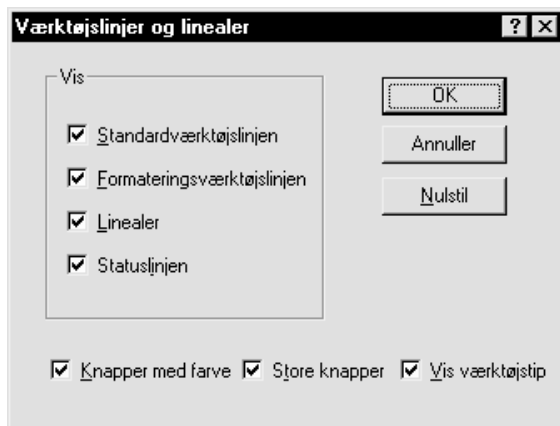 Værktøjslinjer og linealer
Vis
Standardværktøjslinjen
Formateringsværktøjslinjen
Linealer
Statuslinjen
OK
Annuller
Nulstil
Knapper med farve
Store knapper
Vis værktøjstip